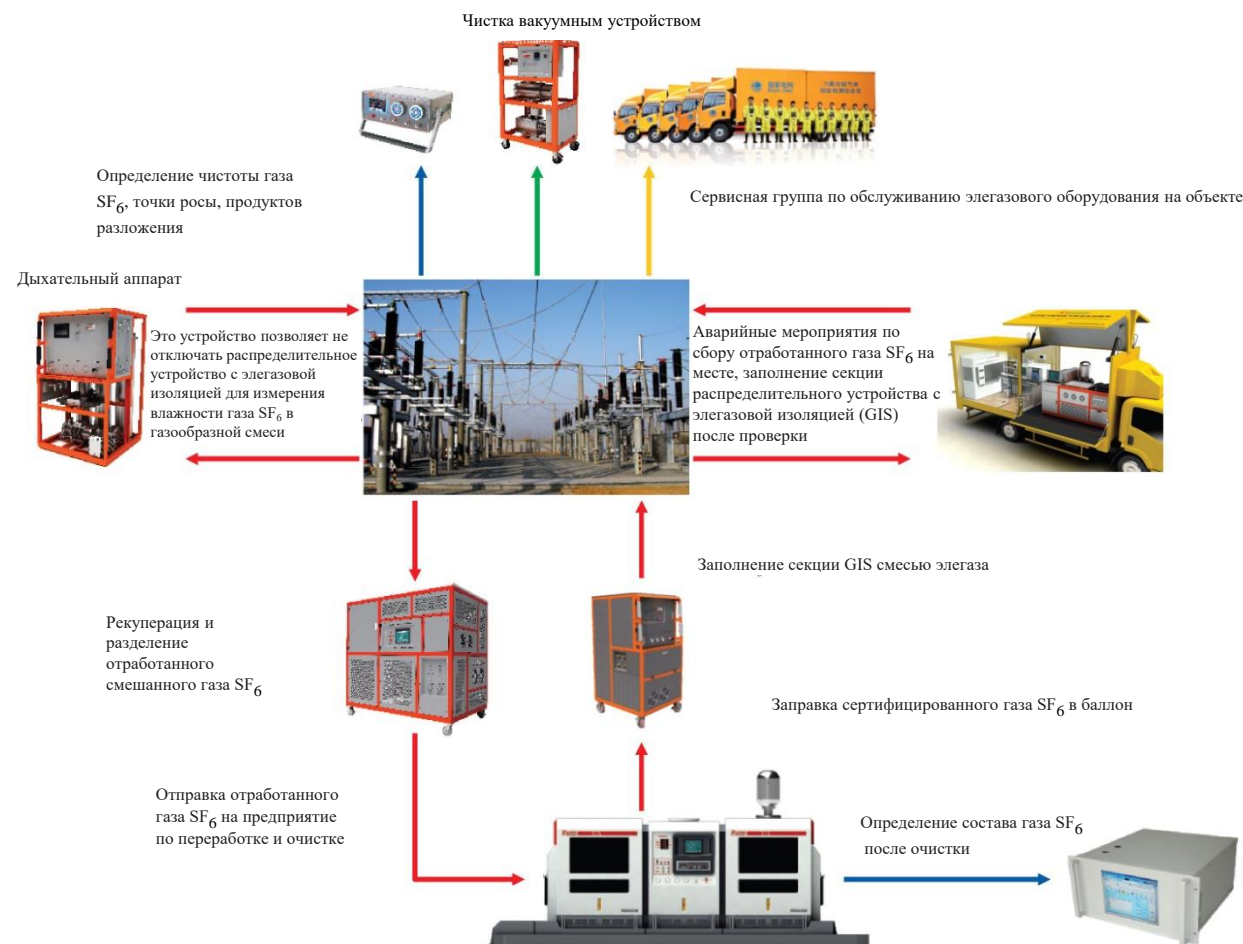 Чистка вакуумным устройством
Определение чистоты газа
SF6, точки росы, продуктов
разложения
Сервисная группа по обслуживанию элегазового оборудования на объекте
Дыхательный аппарат
Это устройство позволяет не
отключать распределительное
устройство с элегазовой
изоляцией для измерения
влажности газа SF6 в
газообразной смеси
Аварийные мероприятия по
сбору отработанного газа SF6 на
месте, заполнение секции
распределительного устройства с
элегазовой изоляцией (GIS)
после проверки
Заполнение секции GIS смесью элегаза
Рекуперация и
разделение
отработанного
смешанного газа SF6
Заправка сертифицированного газа SF6 в баллон
Отправка отработанного
газа SF6 на предприятие
по переработке и очистке
Определение состава газа SF6
после очистки